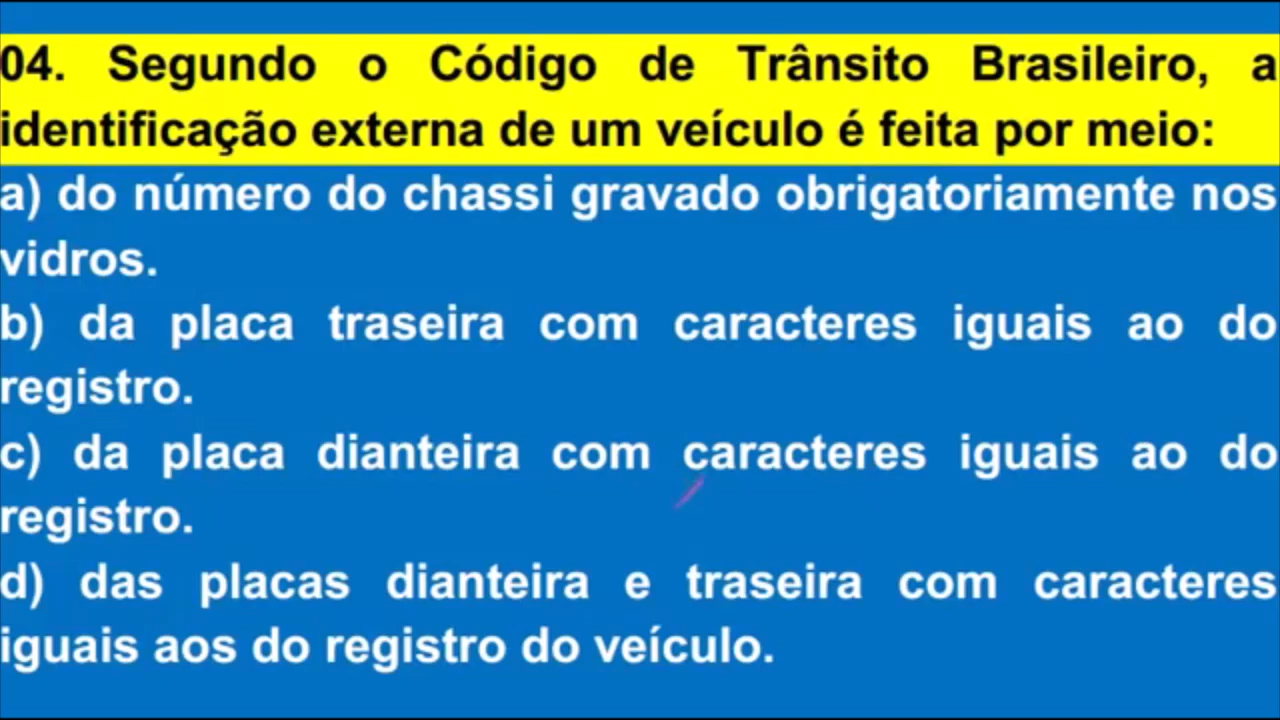 04. Segundo o Código de Trânsito Brasileiro, a
identificação externa de um veículo é feita por meio:
a) do número do chassi gravado obrigatoriamente nos
vidros.
b) da placa traseira com caracteres iguais ao do
registro.
c) da placa dianteira com caracteres iguais ao do
registro.
d) das placas dianteira e traseira com caracteres
iguais aos do registro do veículo.